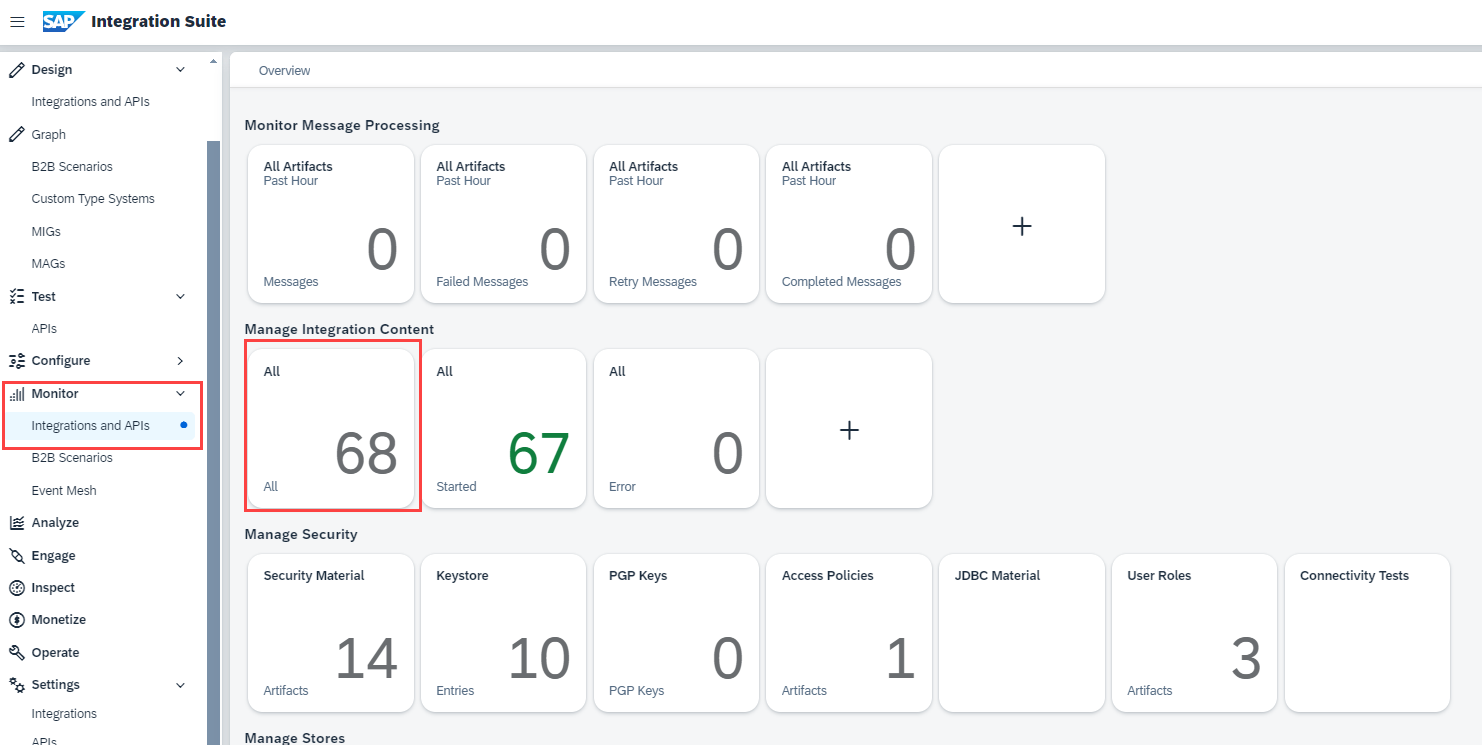 SAP Integration Suite
Design
Integrations and APIs
Graph
B2B Scenarios
Custom Type Systems
MIGs
MAGs
Test
APIs
Configure
Monitor
Integrations and APIs
B2B Scenarios
Event Mesh
Analyze
Engage
Inspect
Monetize
Operate
Settings
Integrations
APIs
Overview
Monitor Message Processing
All Artifacts
Past Hour
0
Messages
All Artifacts
Past Hour
0
Failed Messages
All Artifacts
Past Hour
0
Retry Messages
All Artifacts
Past Hour
0
Completed Messages
+
Manage Integration Content
All
68
All
All
67
Started
All
0
Error
+
Manage Security
Security Material
14
Artifacts
Keystore
10
Entries
PGP Keys
0
PGP Keys
Access Policies
1
Artifacts
JDBC Material
User Roles
3
Artifacts
Connectivity Tests
Manage Stores